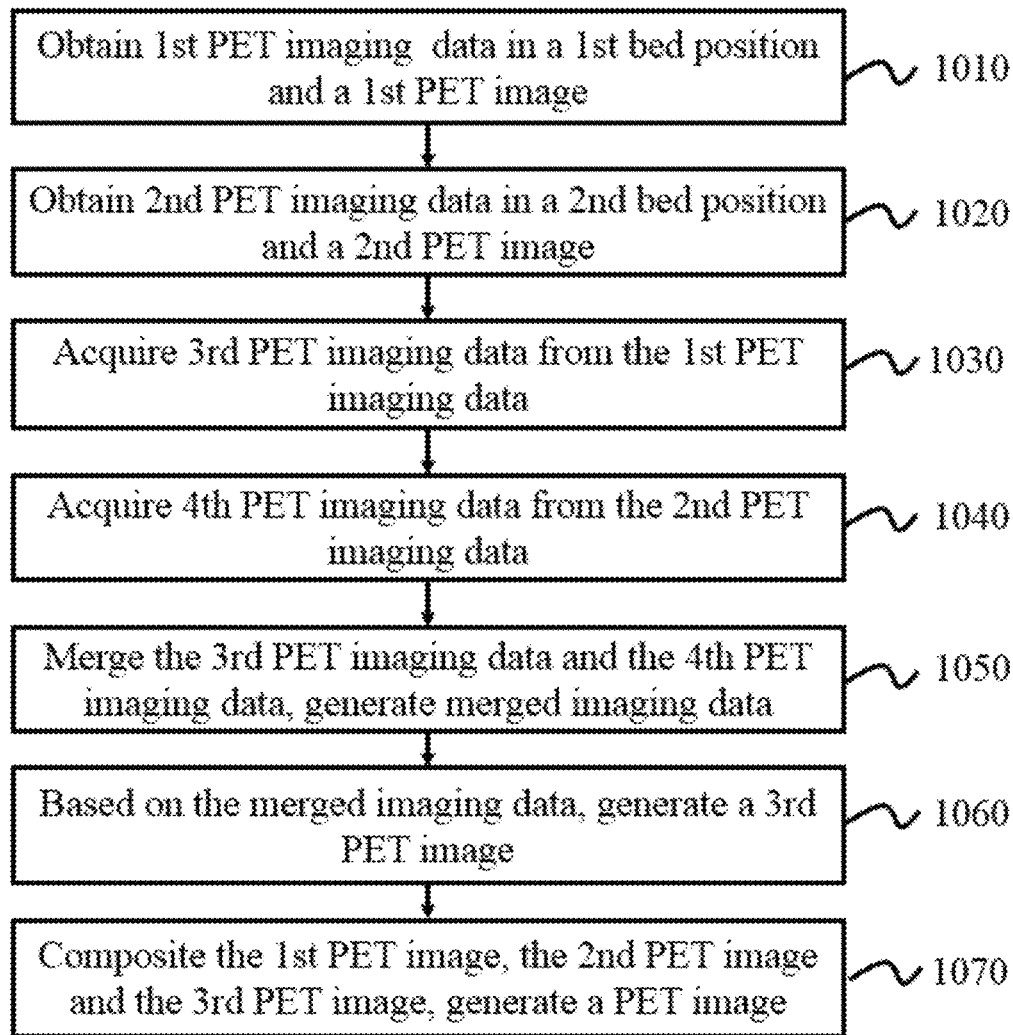 Obtain 1st PET imaging data in a 1st bed position
and a 1st PET image
1010
Obtain 2nd PET imaging data in a 2nd bed position
and a 2nd PET image
1020
Acquire 3rd PET imaging data from the 1st PET
imaging data
1030
Acquire 4th PET imaging data from the 2nd PET
imaging data
1040
Merge the 3rd PET imaging data and the 4th PET
imaging data, generate merged imaging data
1050
Based on the merged imaging data, generate a 3rd
PET image
1060
Composite the 1st PET image, the 2nd PET image
and the 3rd PET image, generate a PET image
1070